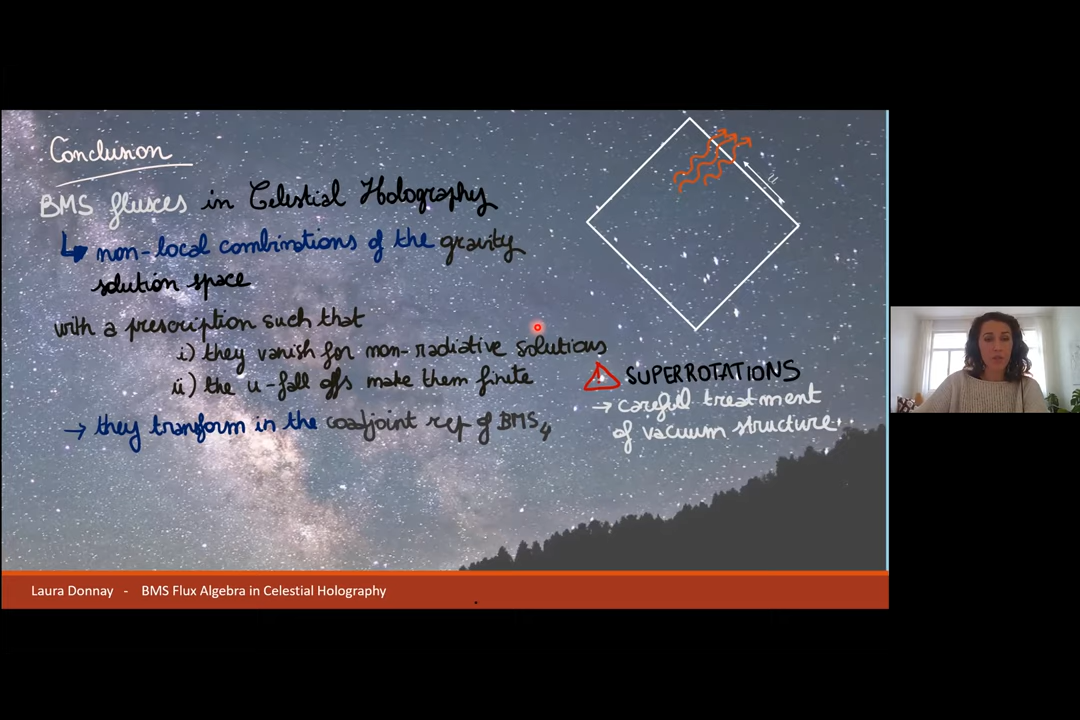 Conclusion
BMS fluxes in Celestial Holography
↳ non-local combinations of the gravity
solution space
with a prescription such that
i) they vanish for non-radiative solutions
ii) the u-fall offs make them finite
→ they transform in the coadjoint rep of BMS4
u
! SUPERROTATIONS
→ careful treatment
of vacuum structure.
Laura Donnay - BMS Flux Algebra in Celestial Holography